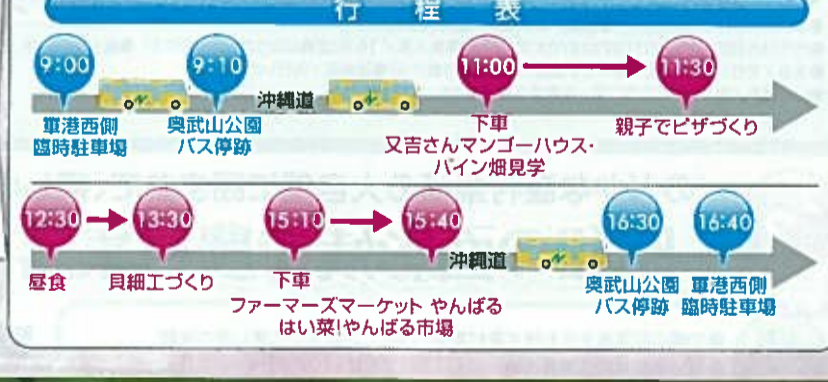 行程表
9:00
9:10
11:00
11:30
沖縄道
軍港西側
臨時駐車場
奥武山公園
バス停跡
下車
又吉さんマンゴーハウス・
パイン畑見学
親子でピザづくり
12:30
13:30
15:10
15:40
16:30
16:40
沖縄道
昼食
貝細工づくり
下車
ファーマーズマーケット やんばる
はい菜!やんばる市場
奥武山公園
バス停跡
軍港西側
臨時駐車場